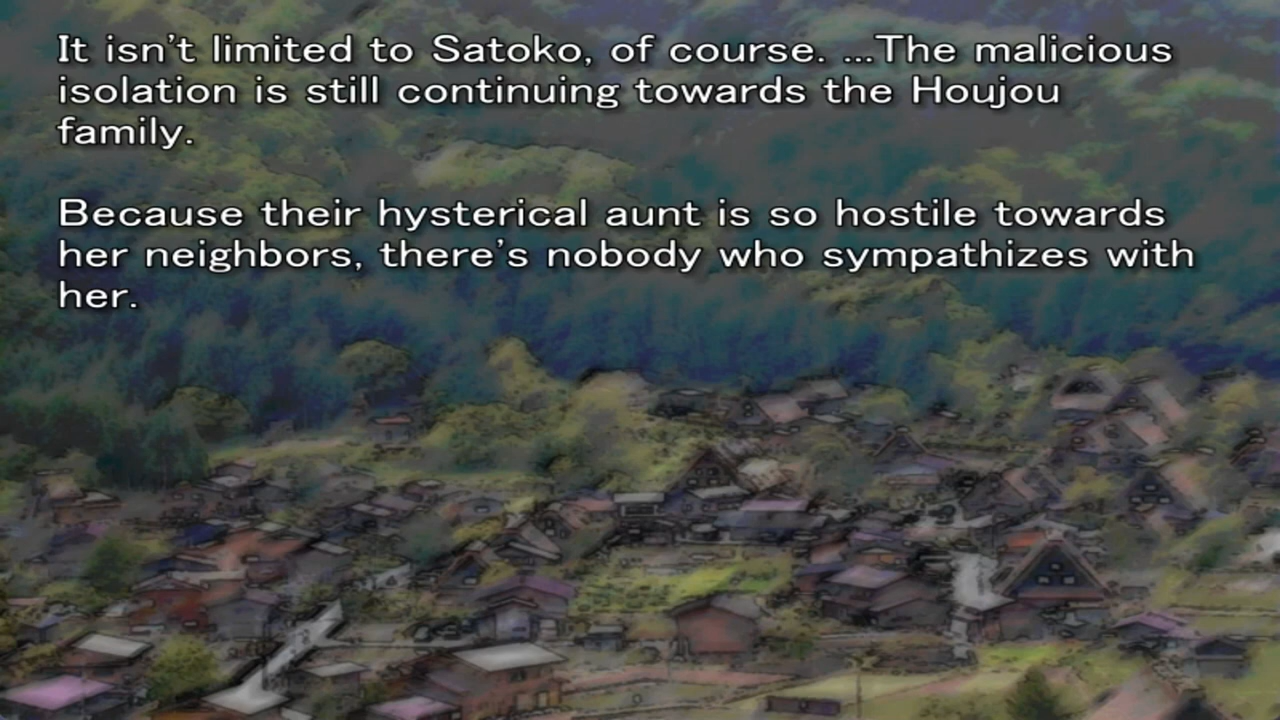 It isn't limited to Satoko, of course. ...The malicious
isolation is still continuing towards the Houjou
family.
Because their hysterical aunt is so hostile towards
her neighbors, there's nobody who sympathizes with
her.